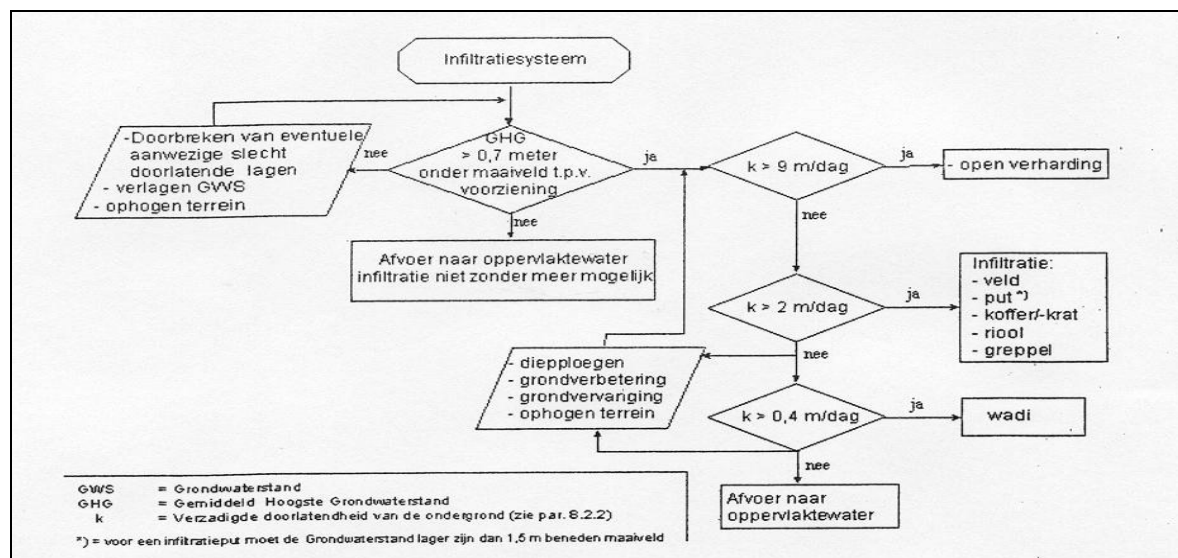 Infiltratiesysteem
-Doorbreken van eventuele
aanwezige slecht
doorlatende lagen
- verlagen GWS
- ophogen terrein
nee
GHG
> 0,7 meter
onder maaiveld t.p.v.
voorziening
ja
k > 9 m/dag
ja
- open verharding
nee
nee
Afvoer naar oppervlaktewater
infiltratie niet zonder meer mogelijk
k > 2 m/dag
ja
Infiltratie:
- veld
- put *)
- koffer/-krat
- riool
- greppel
nee
- diepploegen
- grondverbetering
- grondvervanging
- ophogen terrein
k > 0,4 m/dag
ja
wadi
nee
Afvoer naar
oppervlaktewater
GWS = Grondwaterstand
GHG = Gemiddeld Hoogste Grondwaterstand
k = Verzadigde doorlatendheid van de ondergrond (zie par. 8.2.2)
*) = voor een infiltratieput moet de Grondwaterstand lager zijn dan 1,5 m beneden maaiveld